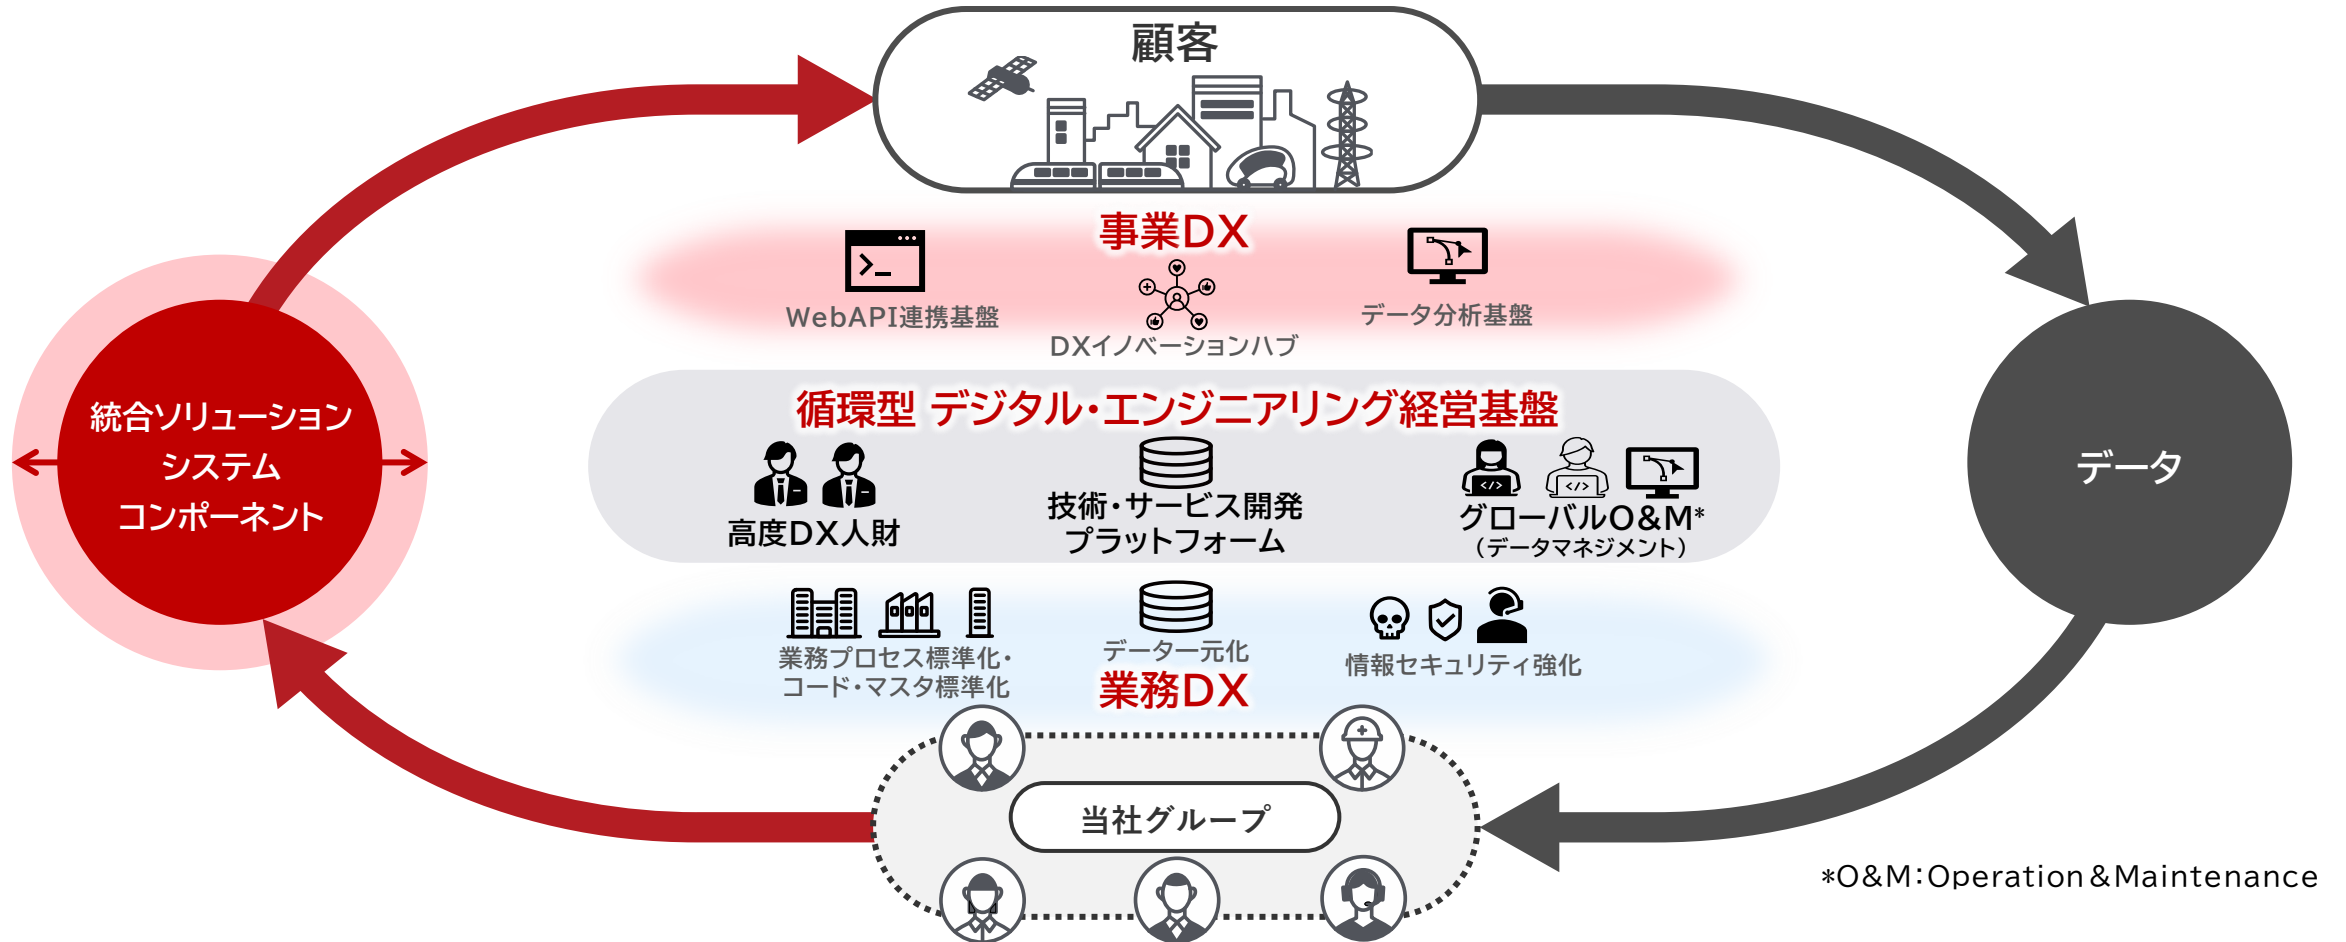 顧客
事業DX
WebAPI連携基盤
DXイノベーションハブ
データ分析基盤
循環型 デジタル・エンジニアリング経営基盤
高度DX人財
技術・サービス開発
プラットフォーム
グローバルO&M*
（データマネジメント）
統合ソリューション
システム
コンポーネント
データ
業務プロセス標準化・
コード・マスタ標準化
データ一元化
情報セキュリティ強化
業務DX
当社グループ
*O&M：Operation＆Maintenance